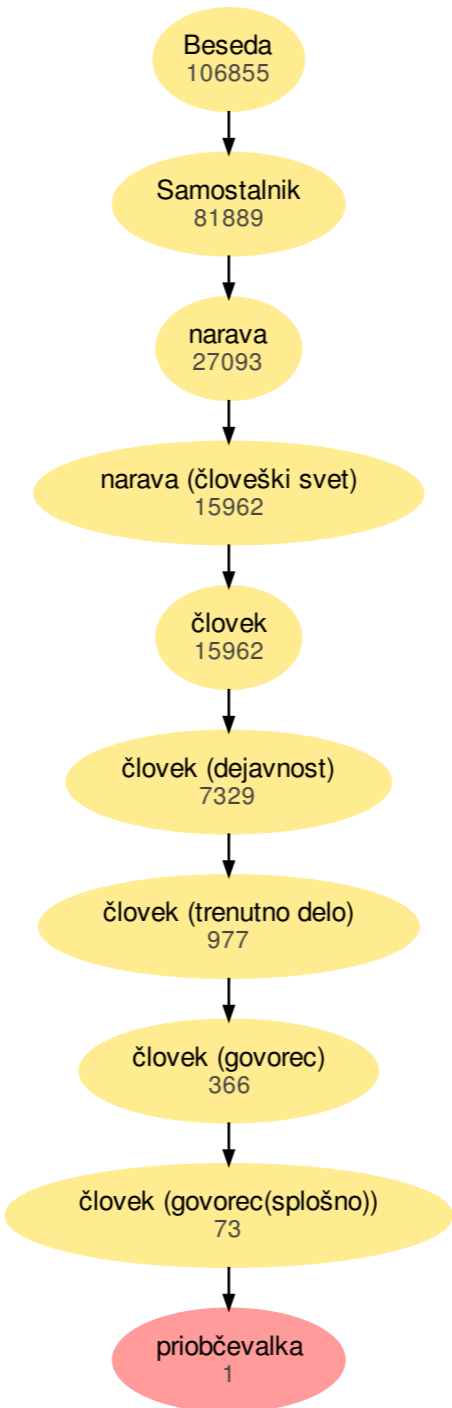 Beseda
106855
Samostalnik
81889
narava
27093
narava (človeški svet)
15962
človek
15962
človek (dejavnost)
7329
človek (trenutno delo)
977
človek (govorec)
366
človek (govorec(splošno))
73
priobčevalka
1